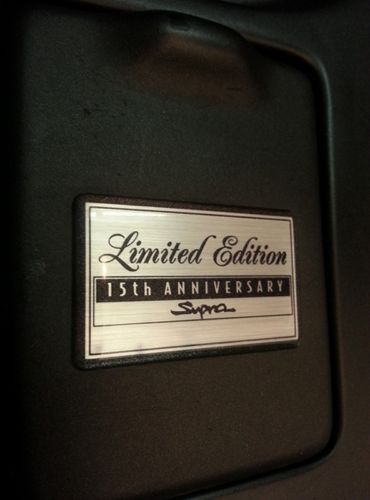 Limited Edition
15th ANNIVERSARY
Supra